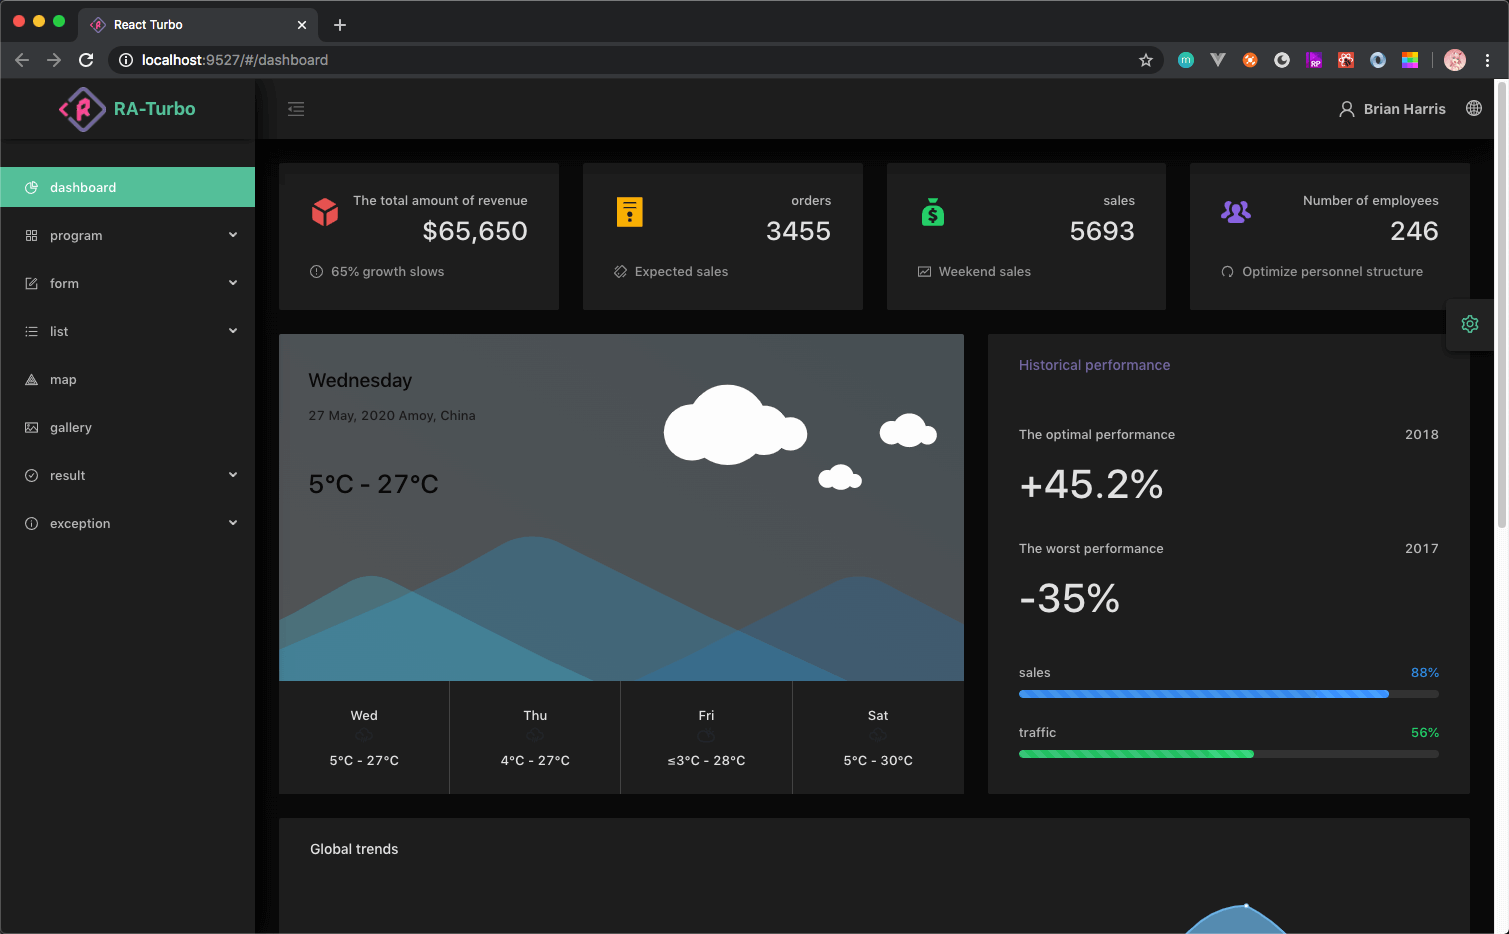 React Turbo
localhost:9527/#/dashboard
RA-Turbo
Brian Harris
dashboard
program
form
list
map
gallery
result
exception
The total amount of revenue
$65,650
65% growth slows
orders
3455
Expected sales
sales
5693
Weekend sales
Number of employees
246
Optimize personnel structure
Wednesday
27 May, 2020 Amoy, China
5°C - 27°C
Wed
5°C - 27°C
Thu
4°C - 27°C
Fri
≤3°C - 28°C
Sat
5°C - 30°C
Historical performance
The optimal performance 2018
+45.2%
The worst performance 2017
-35%
sales 88%
traffic 56%
Global trends